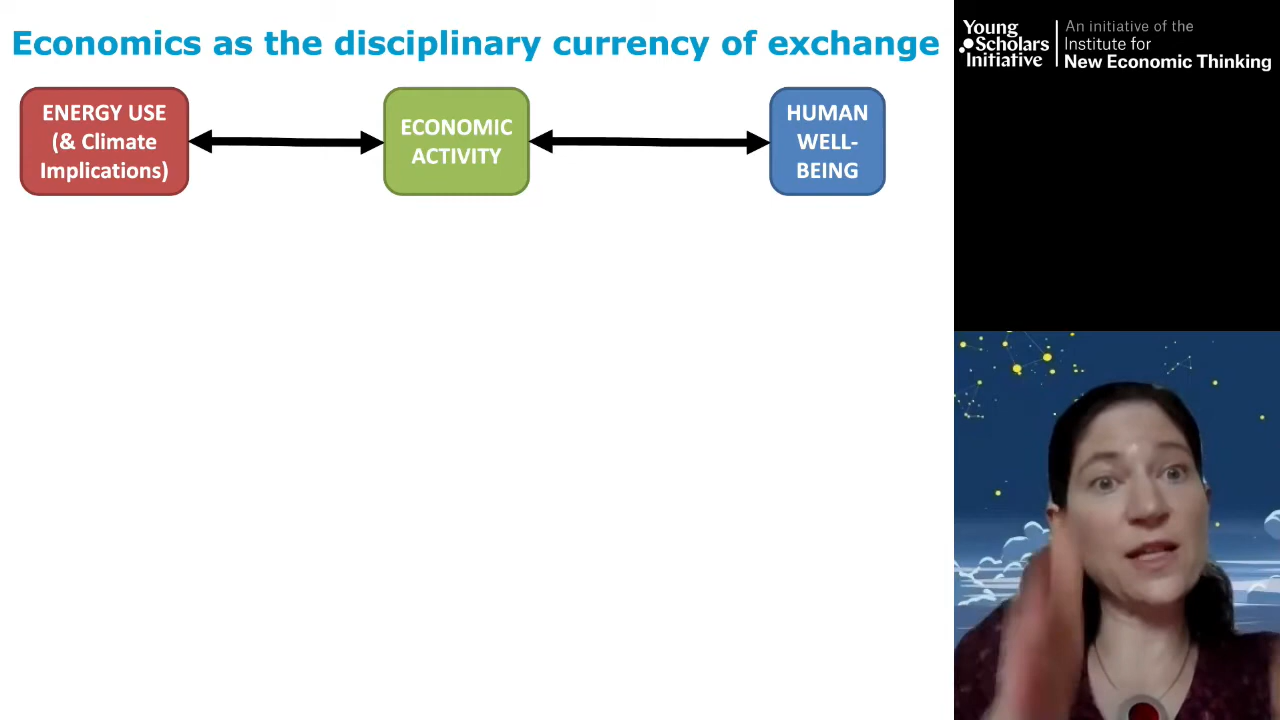 Economics as the disciplinary currency of exchange
ENERGY USE
(& Climate
Implications)
ECONOMIC
ACTIVITY
HUMAN
WELL-
BEING
Young
Scholars
Initiative
An initiative of the
Institute for
New Economic Thinking